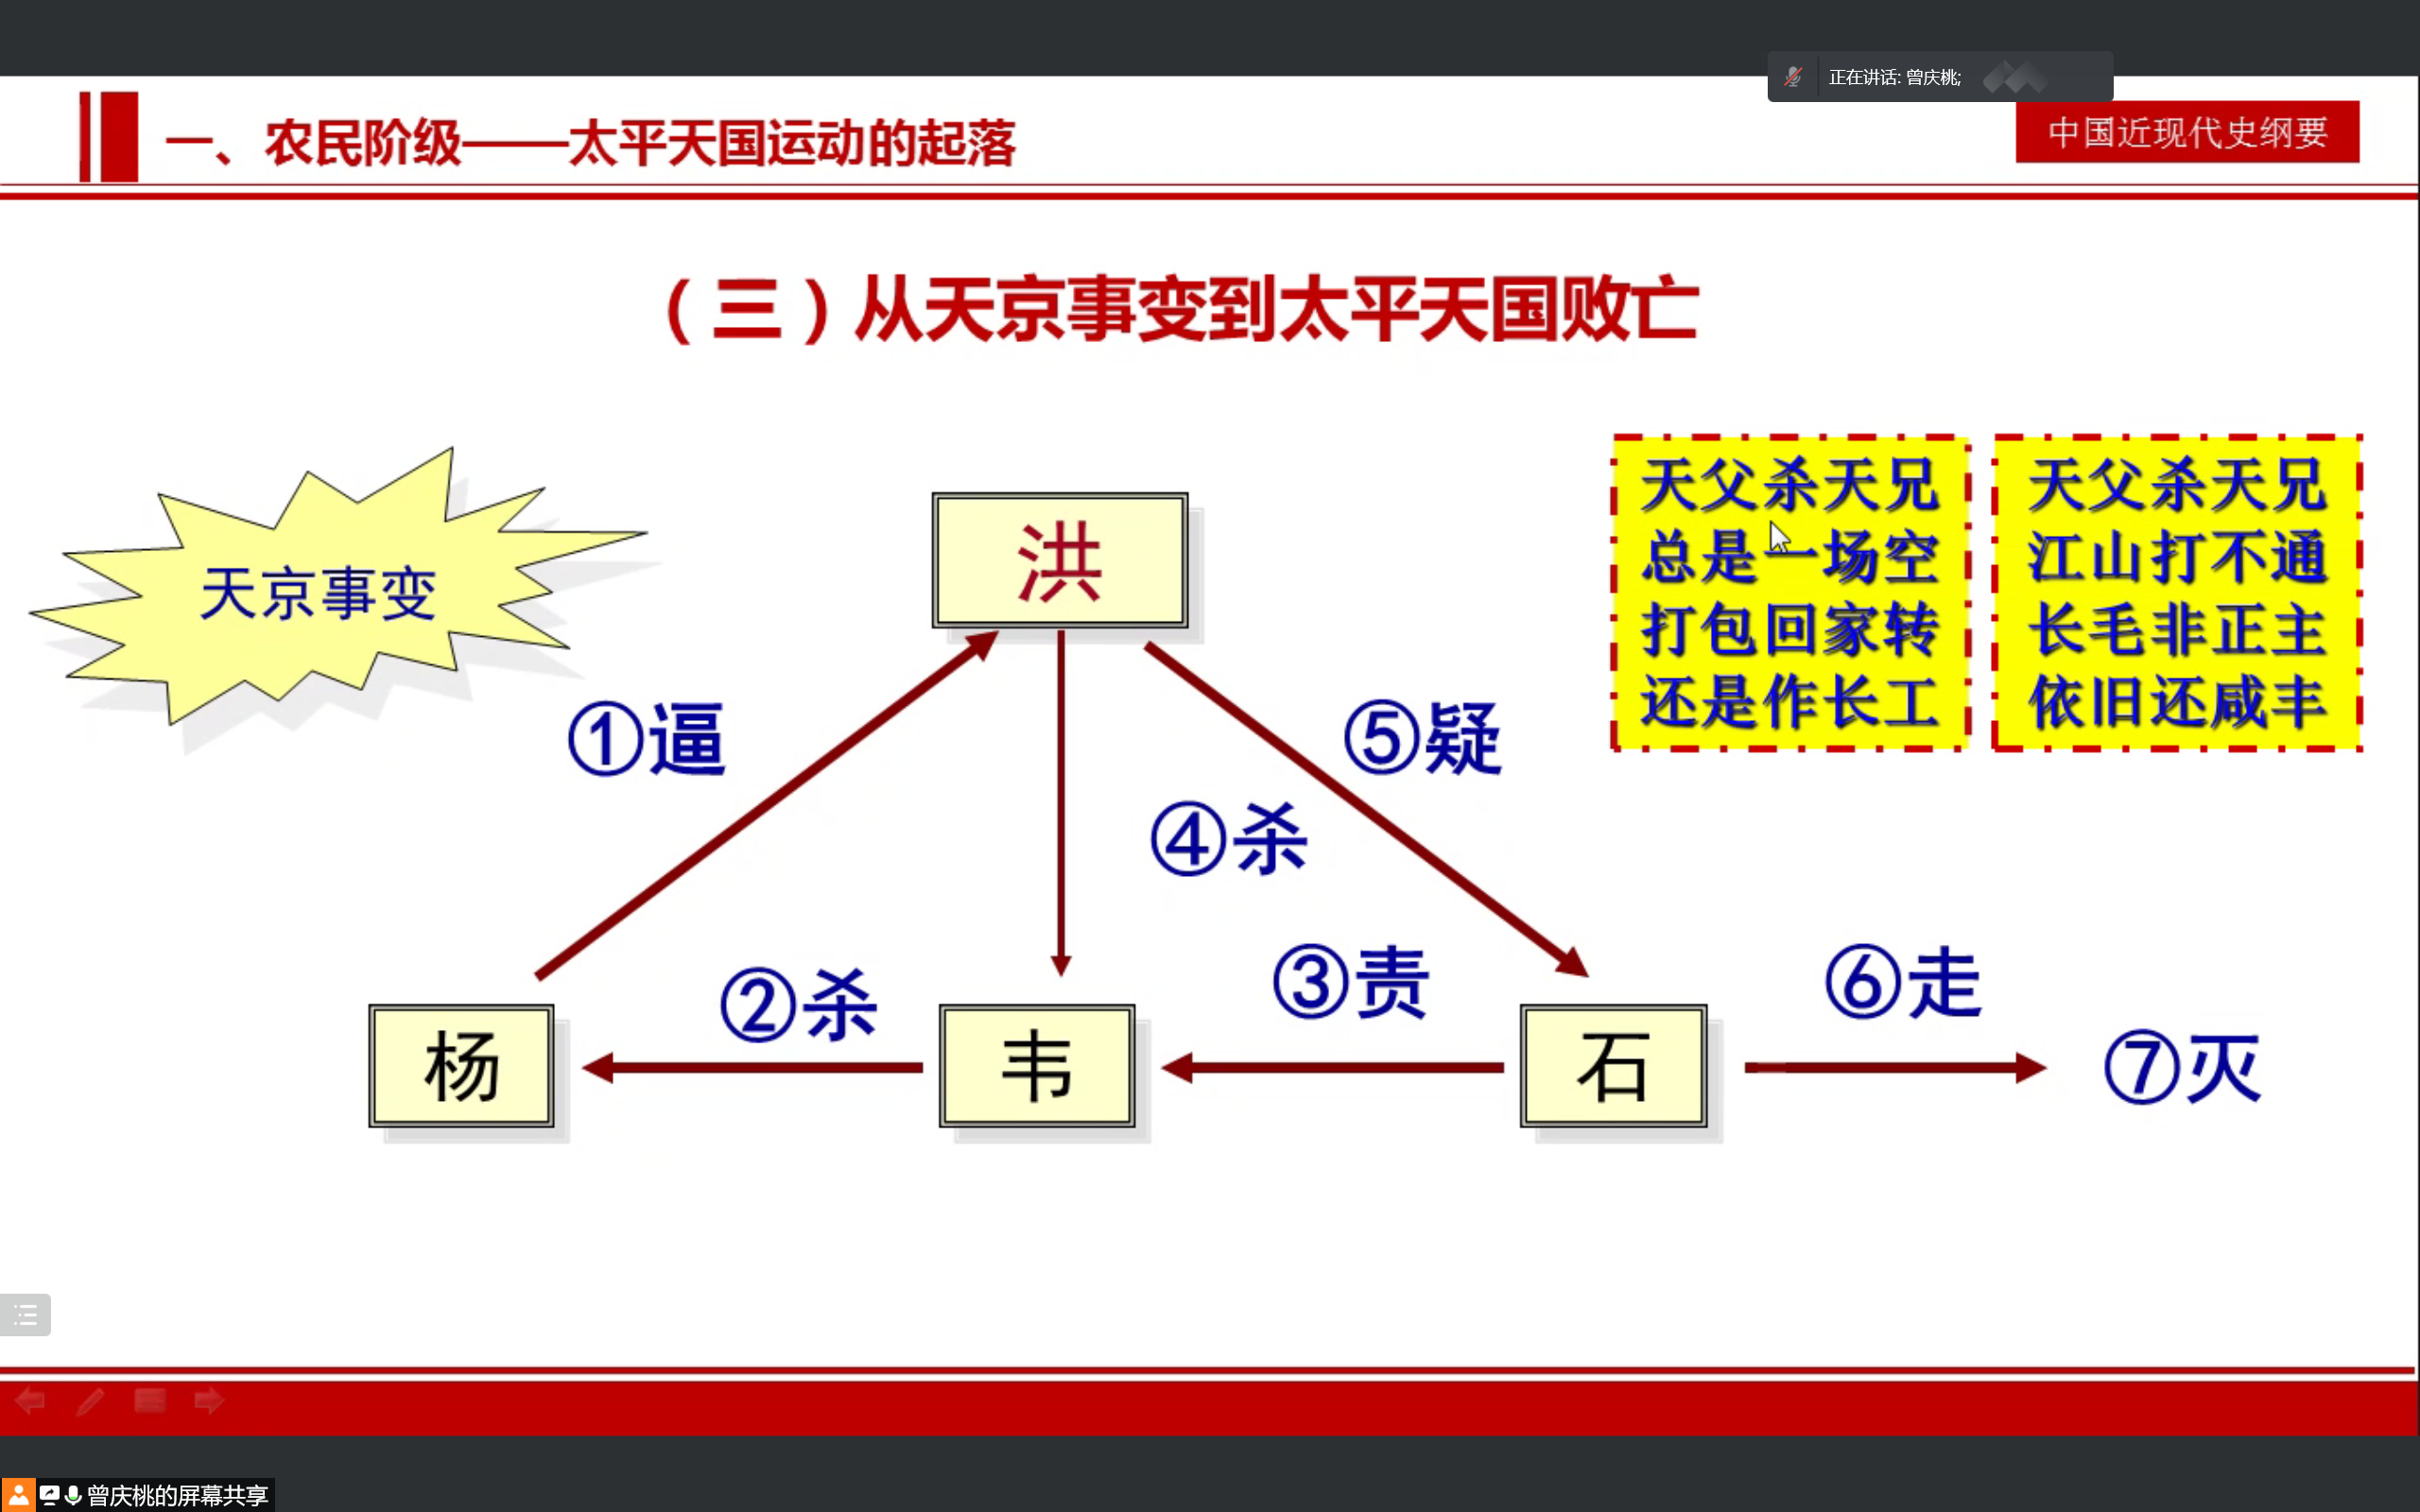 正在讲话: 曾庆桃;
一、农民阶级——太平天国运动的起落
中国近现代史纲要
（三）从天京事变到太平天国败亡
天京事变
洪
天父杀天兄
总是一场空
打包回家转
还是作长工
天父杀天兄
江山打不通
长毛非正主
依旧还咸丰
①逼
⑤疑
④杀
②杀
③责
⑥走
杨
韦
石
⑦灭
曾庆桃的屏幕共享